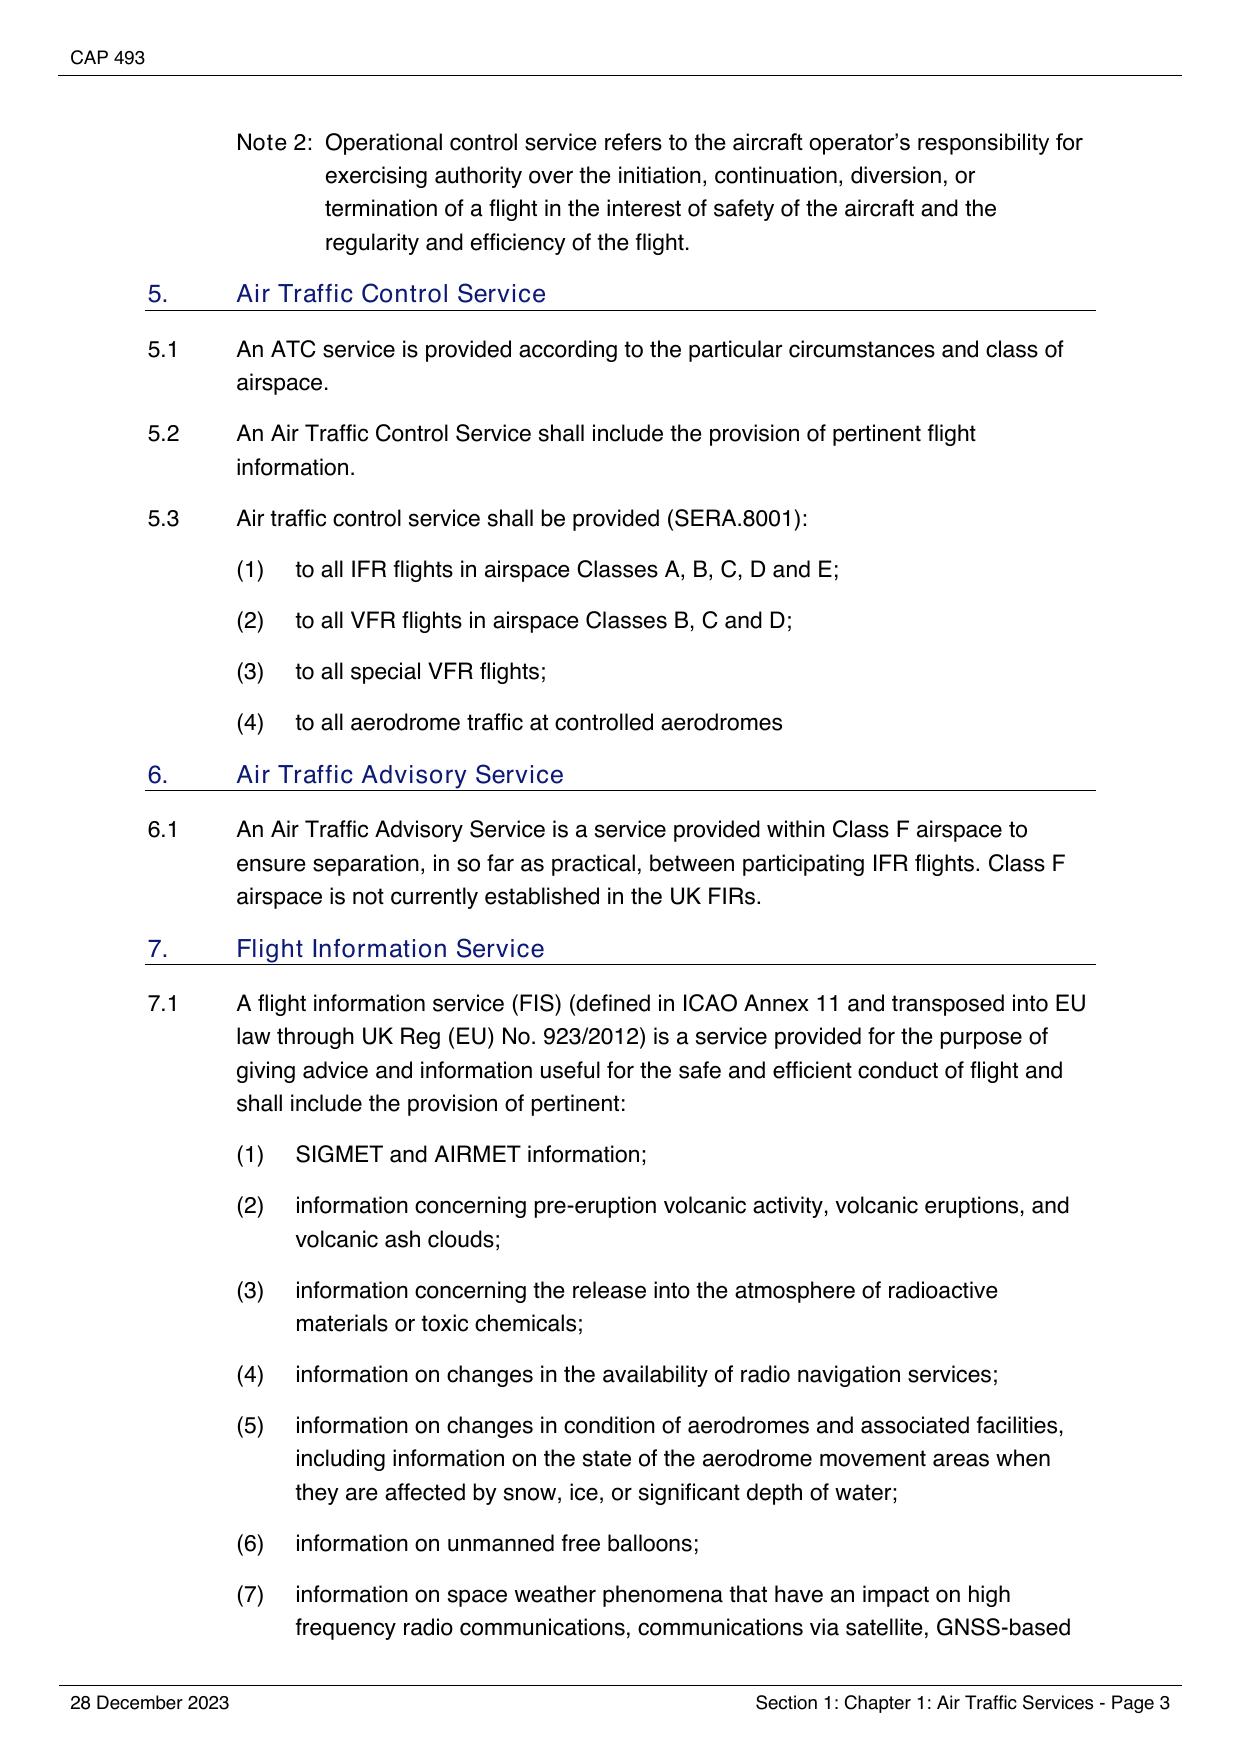 CAP 493
Note 2: Operational control service refers to the aircraft operator’s responsibility for
exercising authority over the initiation, continuation, diversion, or
termination of a flight in the interest of safety of the aircraft and the
regularity and efficiency of the flight.
5. Air Traffic Control Service
5.1 An ATC service is provided according to the particular circumstances and class of
airspace.
5.2 An Air Traffic Control Service shall include the provision of pertinent flight
information.
5.3 Air traffic control service shall be provided (SERA.8001):
(1) to all IFR flights in airspace Classes A, B, C, D and E;
(2) to all VFR flights in airspace Classes B, C and D;
(3) to all special VFR flights;
(4) to all aerodrome traffic at controlled aerodromes
6. Air Traffic Advisory Service
6.1 An Air Traffic Advisory Service is a service provided within Class F airspace to
ensure separation, in so far as practical, between participating IFR flights. Class F
airspace is not currently established in the UK FIRs.
7. Flight Information Service
7.1 A flight information service (FIS) (defined in ICAO Annex 11 and transposed into EU
law through UK Reg (EU) No. 923/2012) is a service provided for the purpose of
giving advice and information useful for the safe and efficient conduct of flight and
shall include the provision of pertinent:
(1) SIGMET and AIRMET information;
(2) information concerning pre-eruption volcanic activity, volcanic eruptions, and
volcanic ash clouds;
(3) information concerning the release into the atmosphere of radioactive
materials or toxic chemicals;
(4) information on changes in the availability of radio navigation services;
(5) information on changes in condition of aerodromes and associated facilities,
including information on the state of the aerodrome movement areas when
they are affected by snow, ice, or significant depth of water;
(6) information on unmanned free balloons;
(7) information on space weather phenomena that have an impact on high
frequency radio communications, communications via satellite, GNSS-based
28 December 2023 Section 1: Chapter 1: Air Traffic Services - Page 3